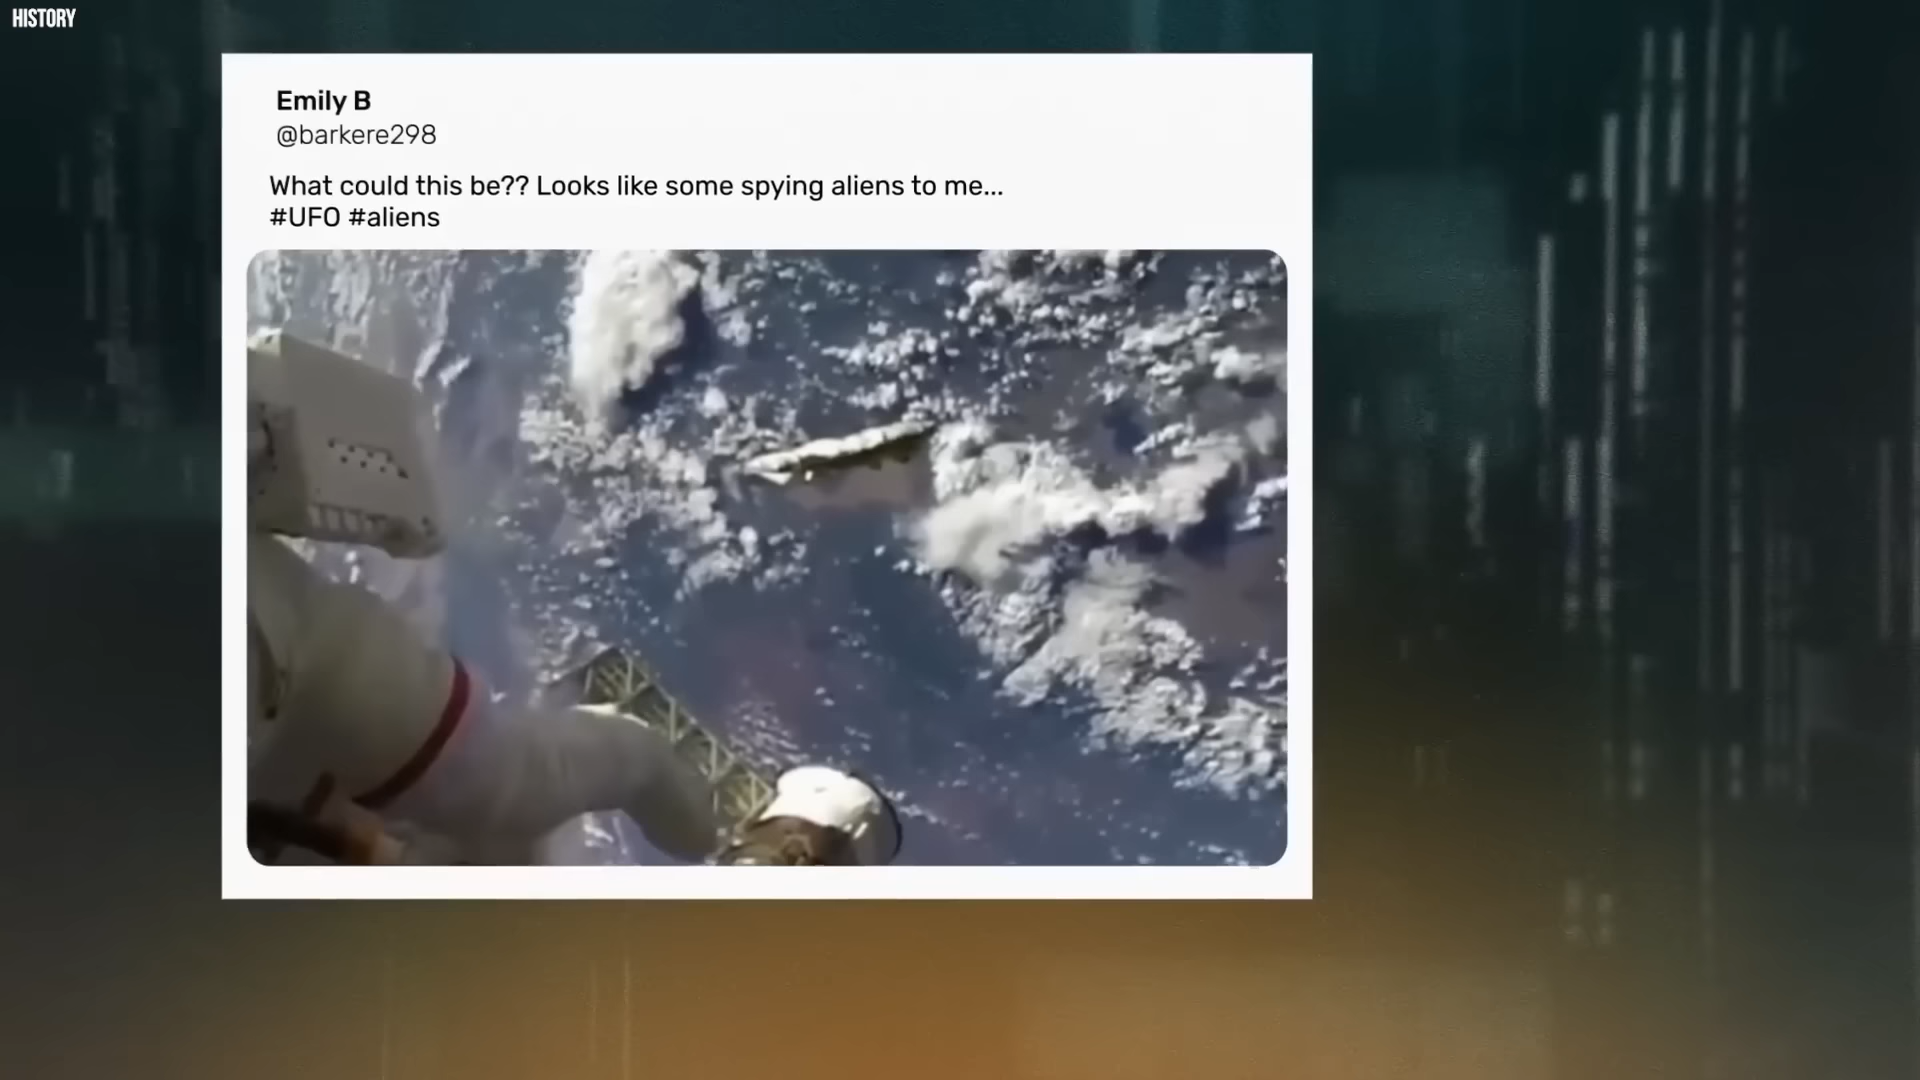 HISTORY
Emily B
@barkere298
What could this be?? Looks like some spying aliens to me...
#UFO #aliens